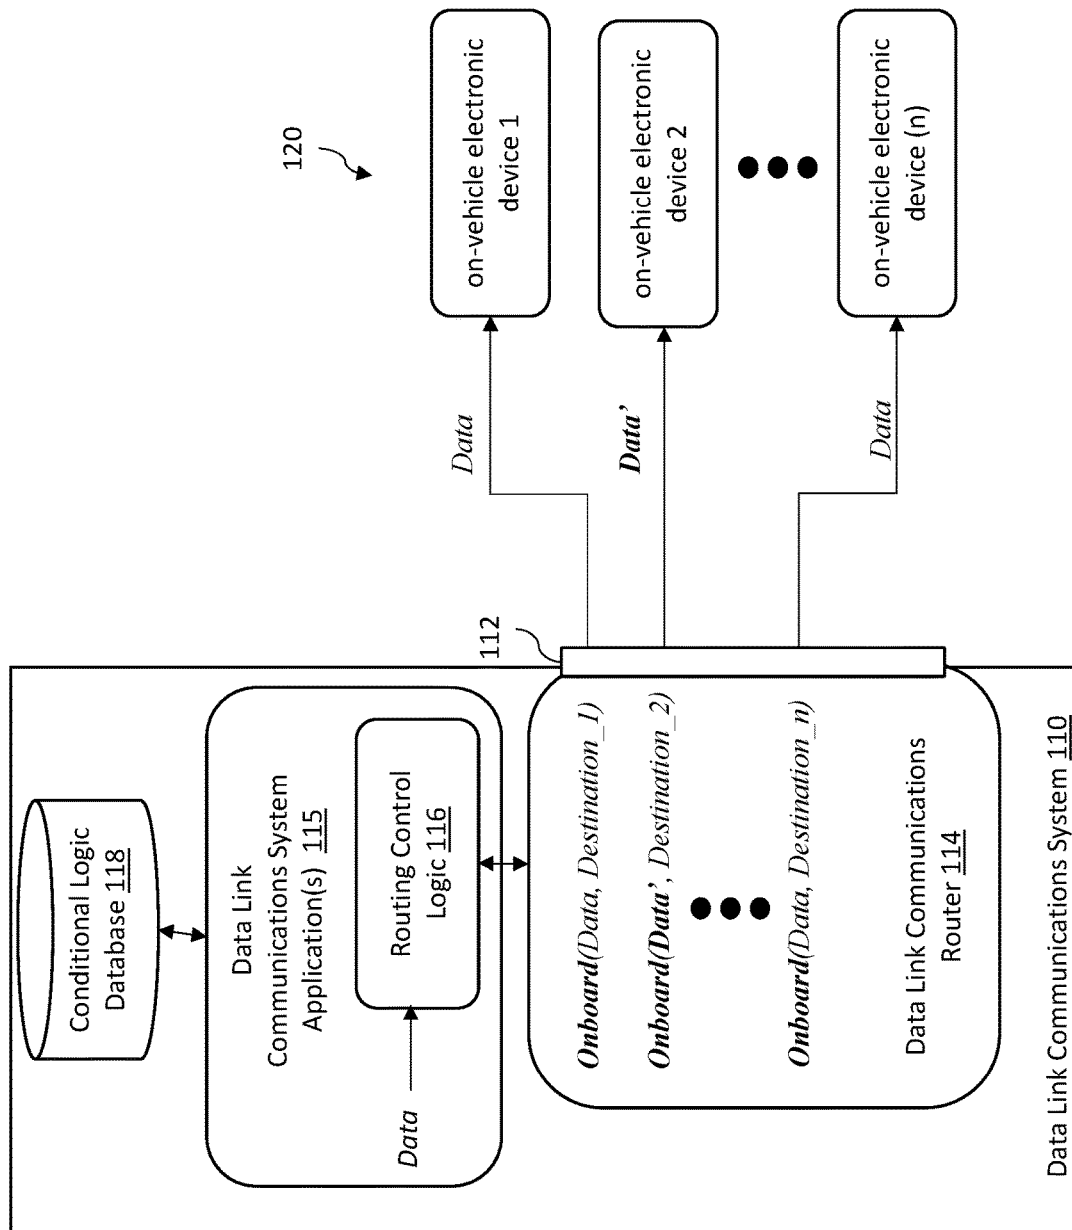 Conditional Logic
Database 118
Data Link
Communications System
Application(s) 115
Routing Control
Logic 116
Data
Onboard(Data, Destination_1)
Onboard(Data', Destination_2)
Onboard(Data, Destination_n)
Data Link Communications
Router 114
Data Link Communications System 110
112
Data
Data'
Data
120
on-vehicle electronic
device 1
on-vehicle electronic
device 2
on-vehicle electronic
device (n)